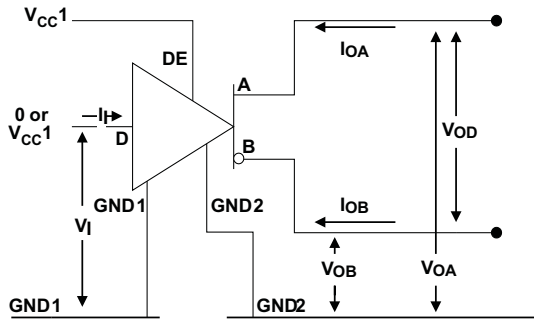 VCC1
DE
IOA
A
0 or
VCC1
II
D
B
VOD
GND1
GND2
IOB
VI
VOB
VOA
GND1
GND2